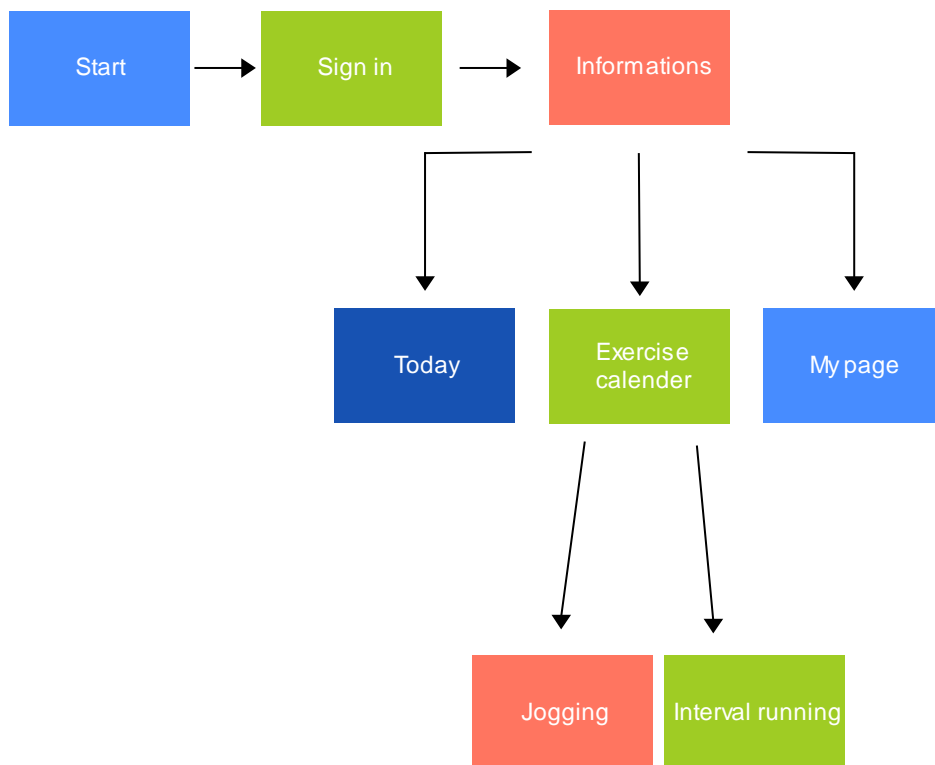 Start
Sign in
Informations
Today
Exercise
calender
My page
Jogging
Interval running